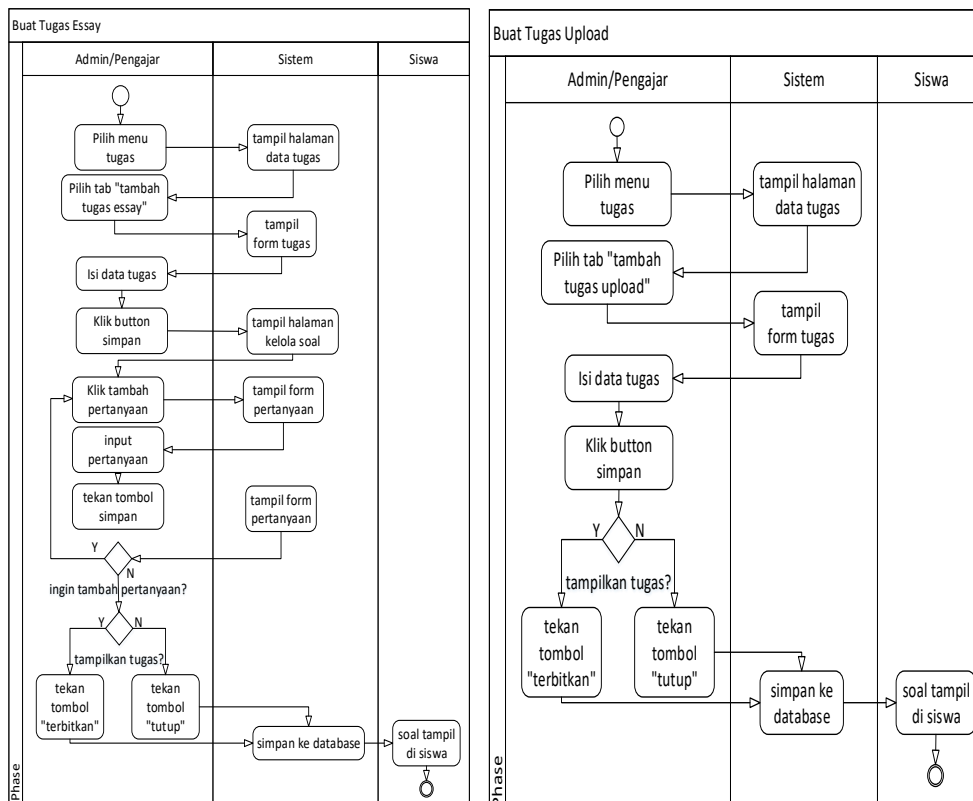 Buat Tugas Essay
Admin/Pengajar
Sistem
Siswa
Pilih menu
tugas
tampil halaman
data tugas
Pilih tab "tambah
tugas essay"
tampil
form tugas
Isi data tugas
Klik button
simpan
tampil halaman
kelola soal
Klik tambah
pertanyaan
tampil form
pertanyaan
input
pertanyaan
tekan tombol
simpan
tampil form
pertanyaan
Y
N
ingin tambah pertanyaan?
Y
N
tampilkan tugas?
tekan
tombol
"terbitkan"
tekan
tombol
"tutup"
simpan ke database
soal tampil
di siswa
Phase
Buat Tugas Upload
Admin/Pengajar
Sistem
Siswa
Pilih menu
tugas
tampil halaman
data tugas
Pilih tab "tambah
tugas upload"
tampil
form tugas
Isi data tugas
Klik button
simpan
Y
N
tampilkan tugas?
tekan
tombol
"terbitkan"
tekan
tombol
"tutup"
simpan ke
database
soal tampil
di siswa
Phase